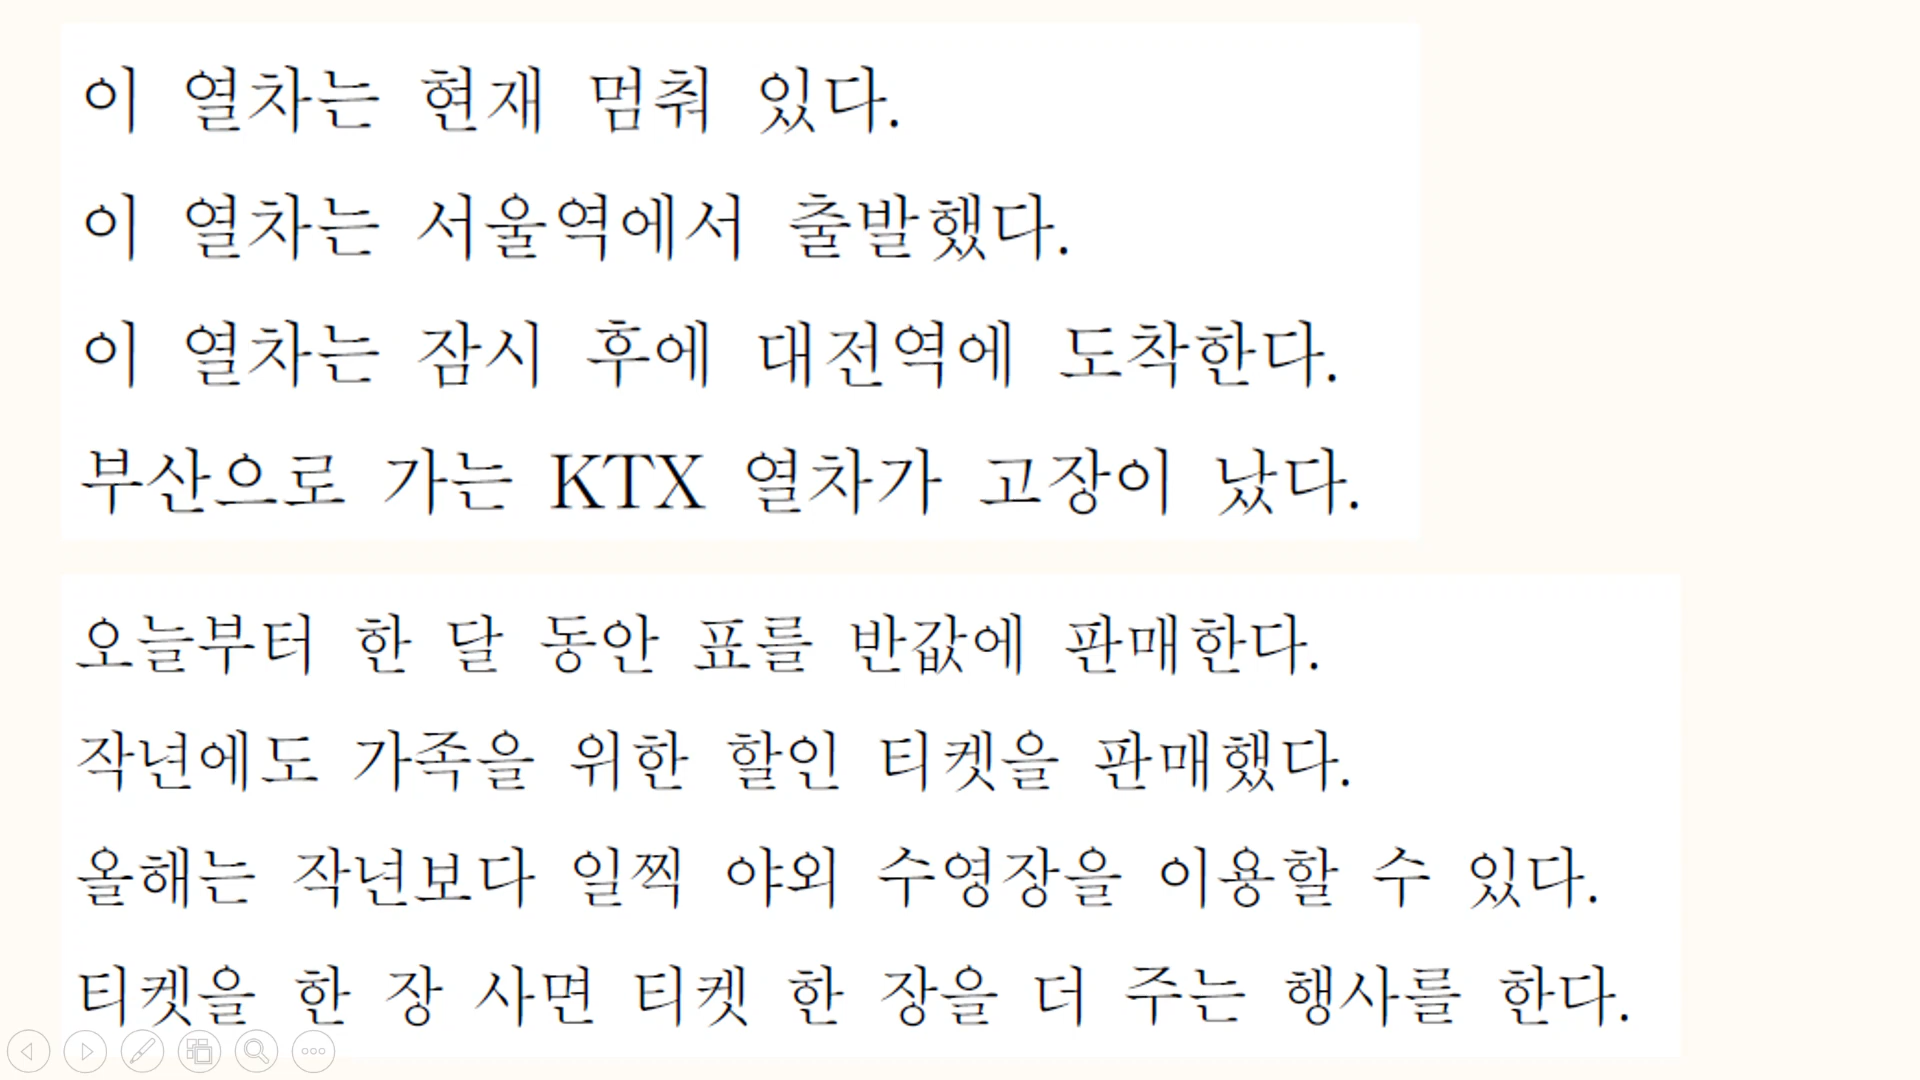 이 열차는 현재 멈춰 있다.
이 열차는 서울역에서 출발했다.
이 열차는 잠시 후에 대전역에 도착한다.
부산으로 가는 KTX 열차가 고장이 났다.
오늘부터 한 달 동안 표를 반값에 판매한다.
작년에도 가족을 위한 할인 티켓을 판매했다.
올해는 작년보다 일찍 야외 수영장을 이용할 수 있다.
티켓을 한 장 사면 티켓 한 장을 더 주는 행사를 한다.